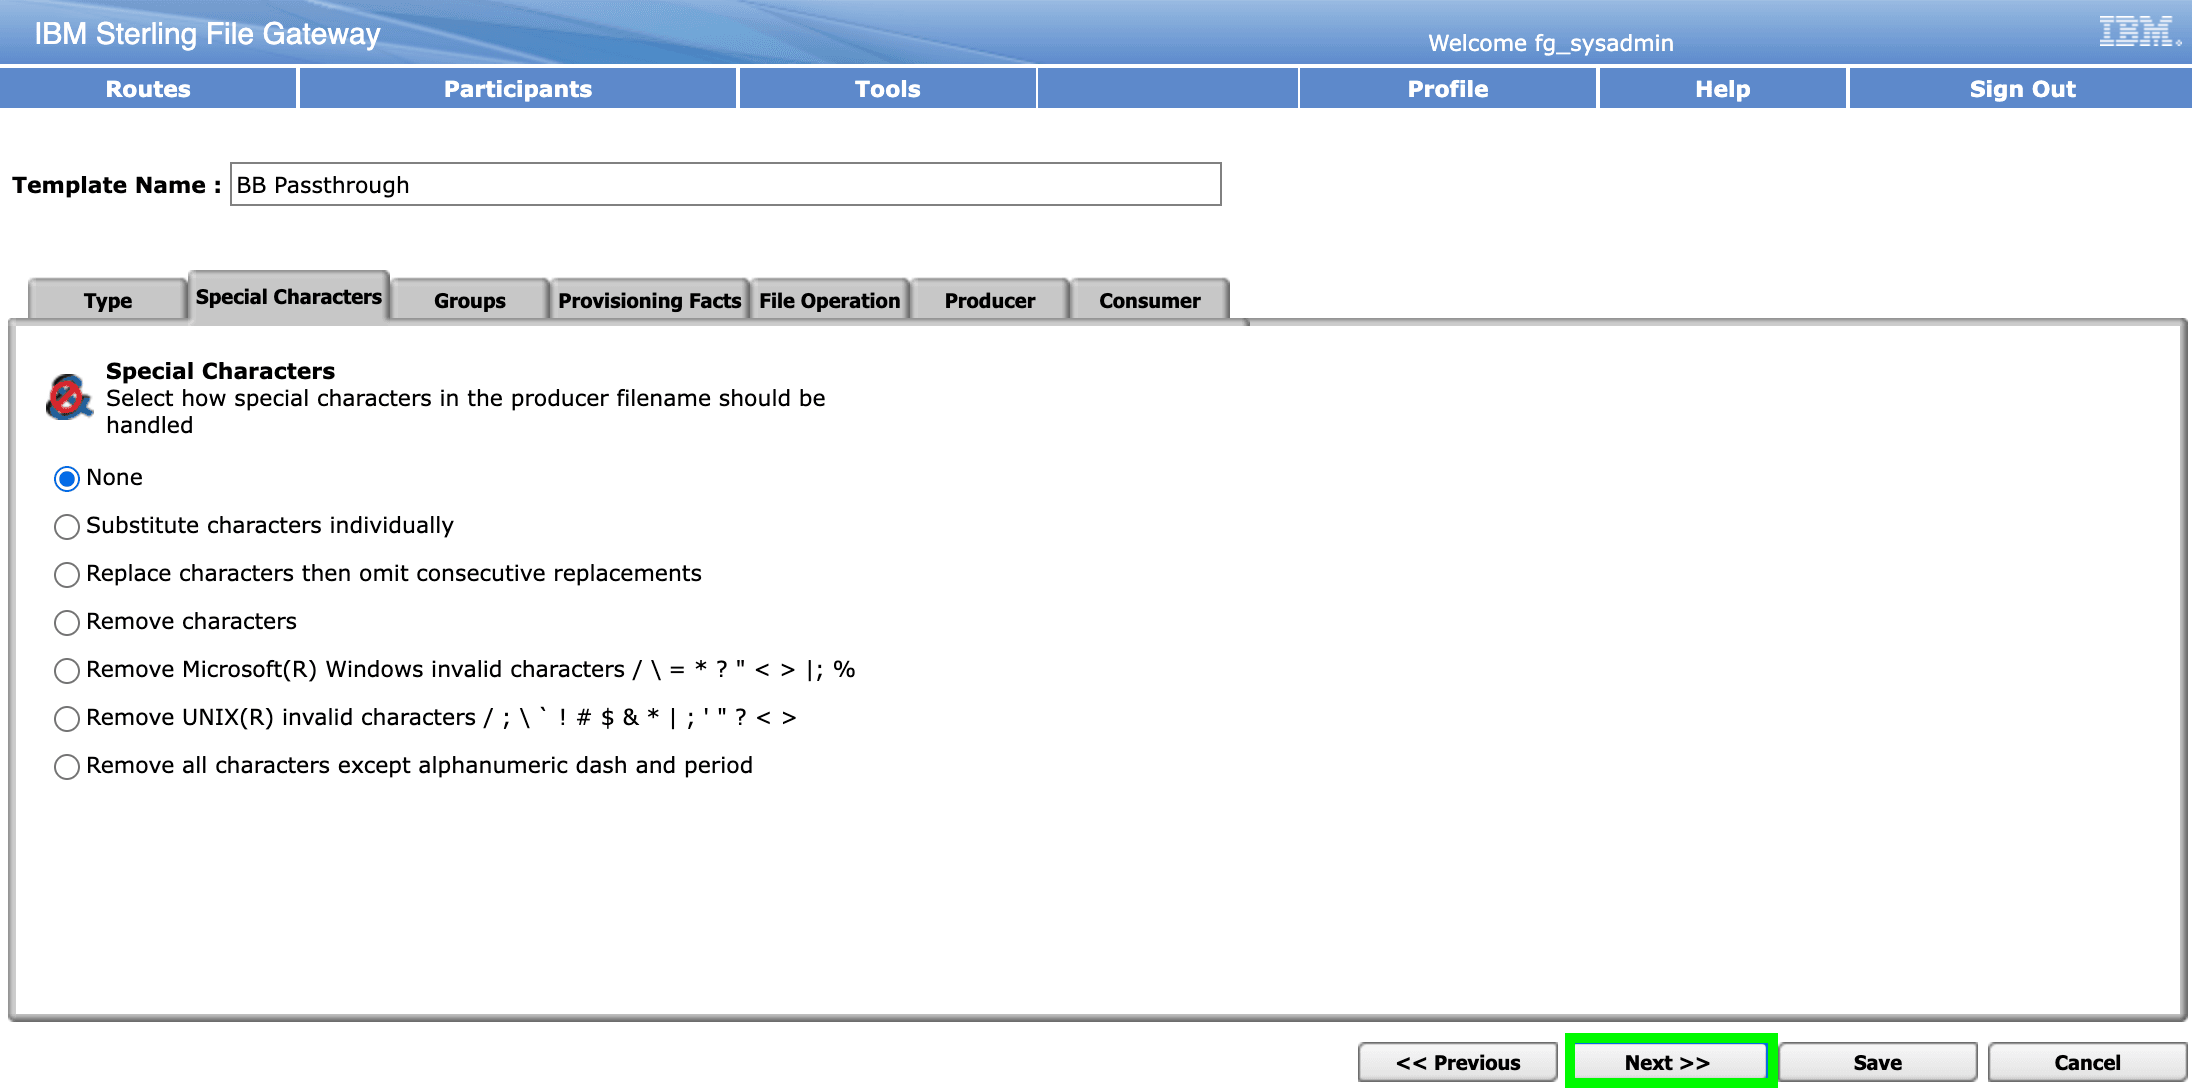 IBM Sterling File Gateway
Welcome fg_sysadmin
IBM.
Routes
Participants
Tools
Profile
Help
Sign Out
Template Name :
BB Passthrough
Type
Special Characters
Groups
Provisioning Facts
File Operation
Producer
Consumer
Special Characters
Select how special characters in the producer filename should be
handled
None
Substitute characters individually
Replace characters then omit consecutive replacements
Remove characters
Remove Microsoft(R) Windows invalid characters / \ = * ? " < > |; %
Remove UNIX(R) invalid characters / ; \ ` ! # $ & * | ; ' " ? < >
Remove all characters except alphanumeric dash and period
<< Previous
Next >>
Save
Cancel